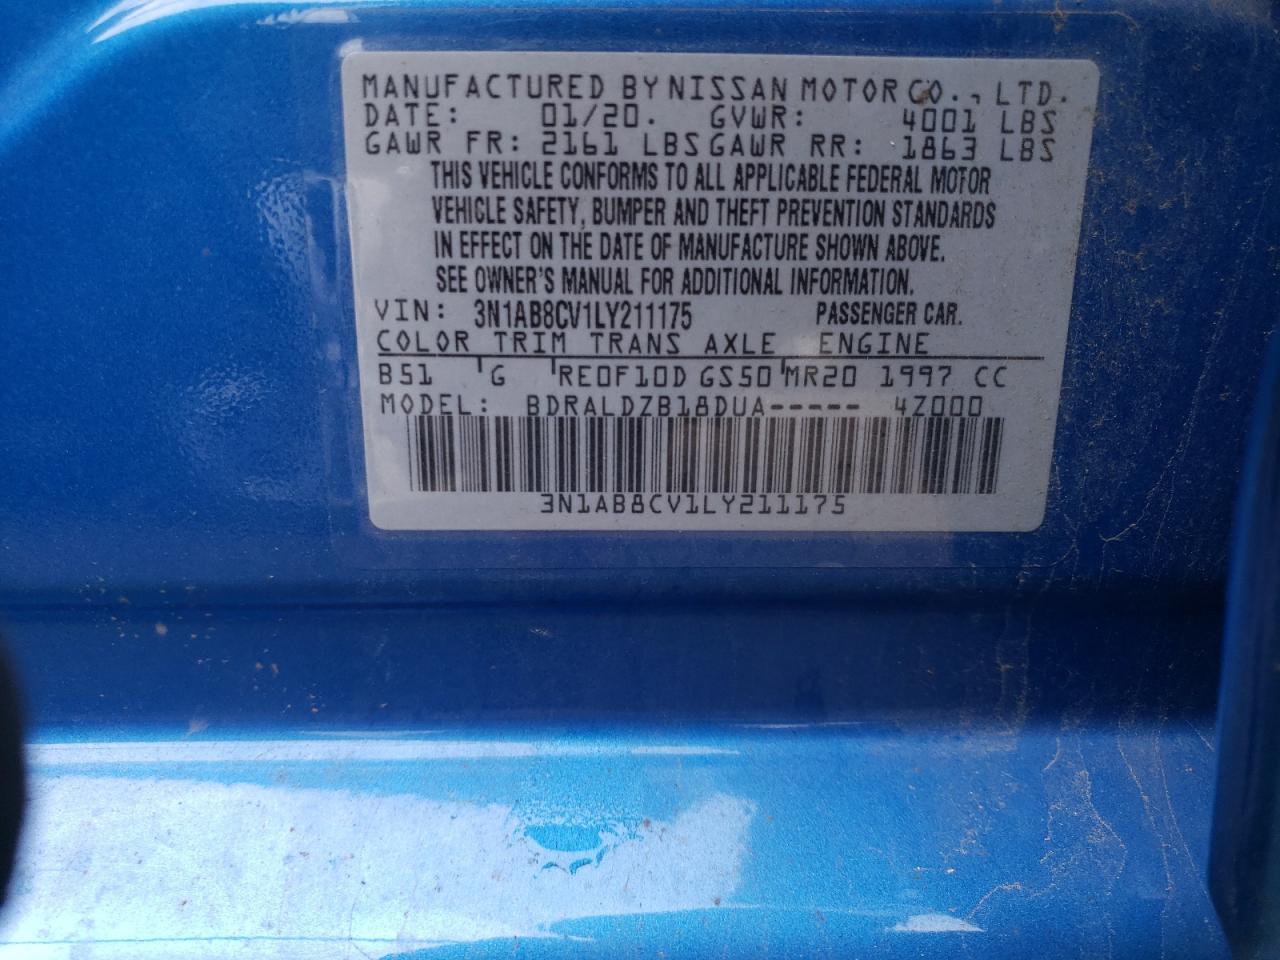 MANUFACTURED BY NISSAN MOTOR CO., LTD.
DATE: 01/20. GVWR: 4001 LBS
GAWR FR: 2161 LBS GAWR RR: 1863 LBS
THIS VEHICLE CONFORMS TO ALL APPLICABLE FEDERAL MOTOR
VEHICLE SAFETY, BUMPER AND THEFT PREVENTION STANDARDS
IN EFFECT ON THE DATE OF MANUFACTURE SHOWN ABOVE.
SEE OWNER'S MANUAL FOR ADDITIONAL INFORMATION.
VIN: 3N1AB8CV1LY211175 PASSENGER CAR.
COLOR TRIM TRANS AXLE ENGINE
B51 G RE0F10D GS50 MR20 1997 CC
MODEL: BDRALDZB18DUA----- 4Z000
3N1AB8CV1LY211175